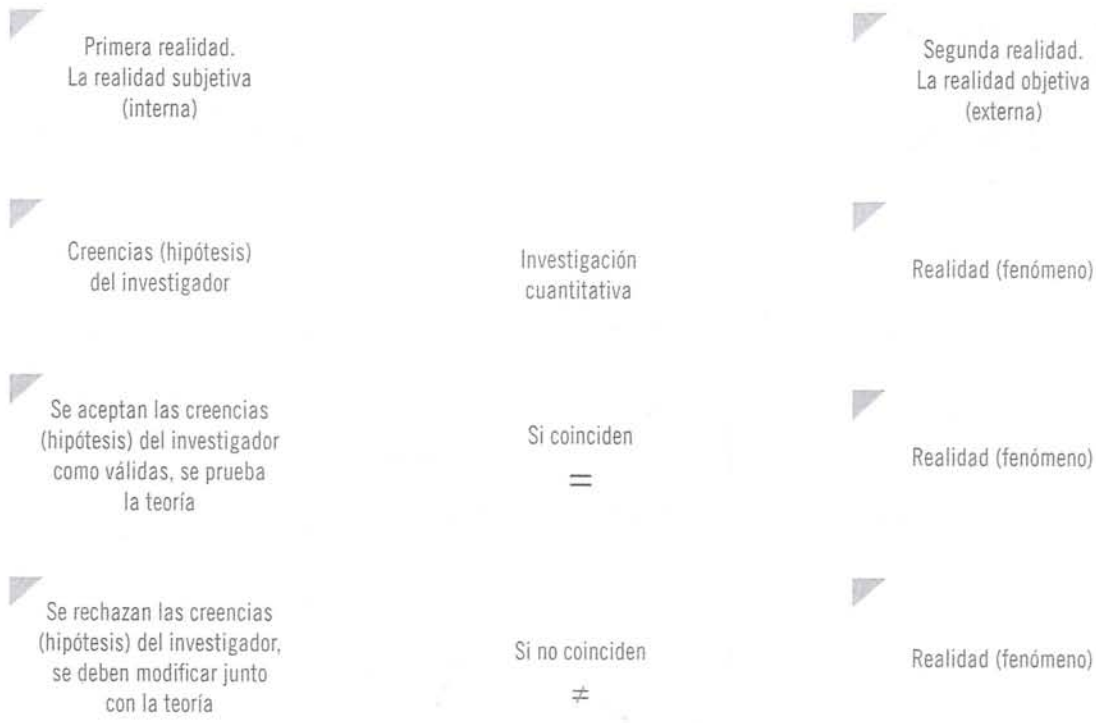 Primera realidad.
La realidad subjetiva
(interna)
Segunda realidad.
La realidad objetiva
(externa)
Creencias (hipótesis)
del investigador
Investigación
cuantitativa
Realidad (fenómeno)
Se aceptan las creencias
(hipótesis) del investigador
como válidas, se prueba
la teoría
Si coinciden
=
Realidad (fenómeno)
Se rechazan las creencias
(hipótesis) del investigador,
se deben modificar junto
con la teoría
Si no coinciden
≠
Realidad (fenómeno)